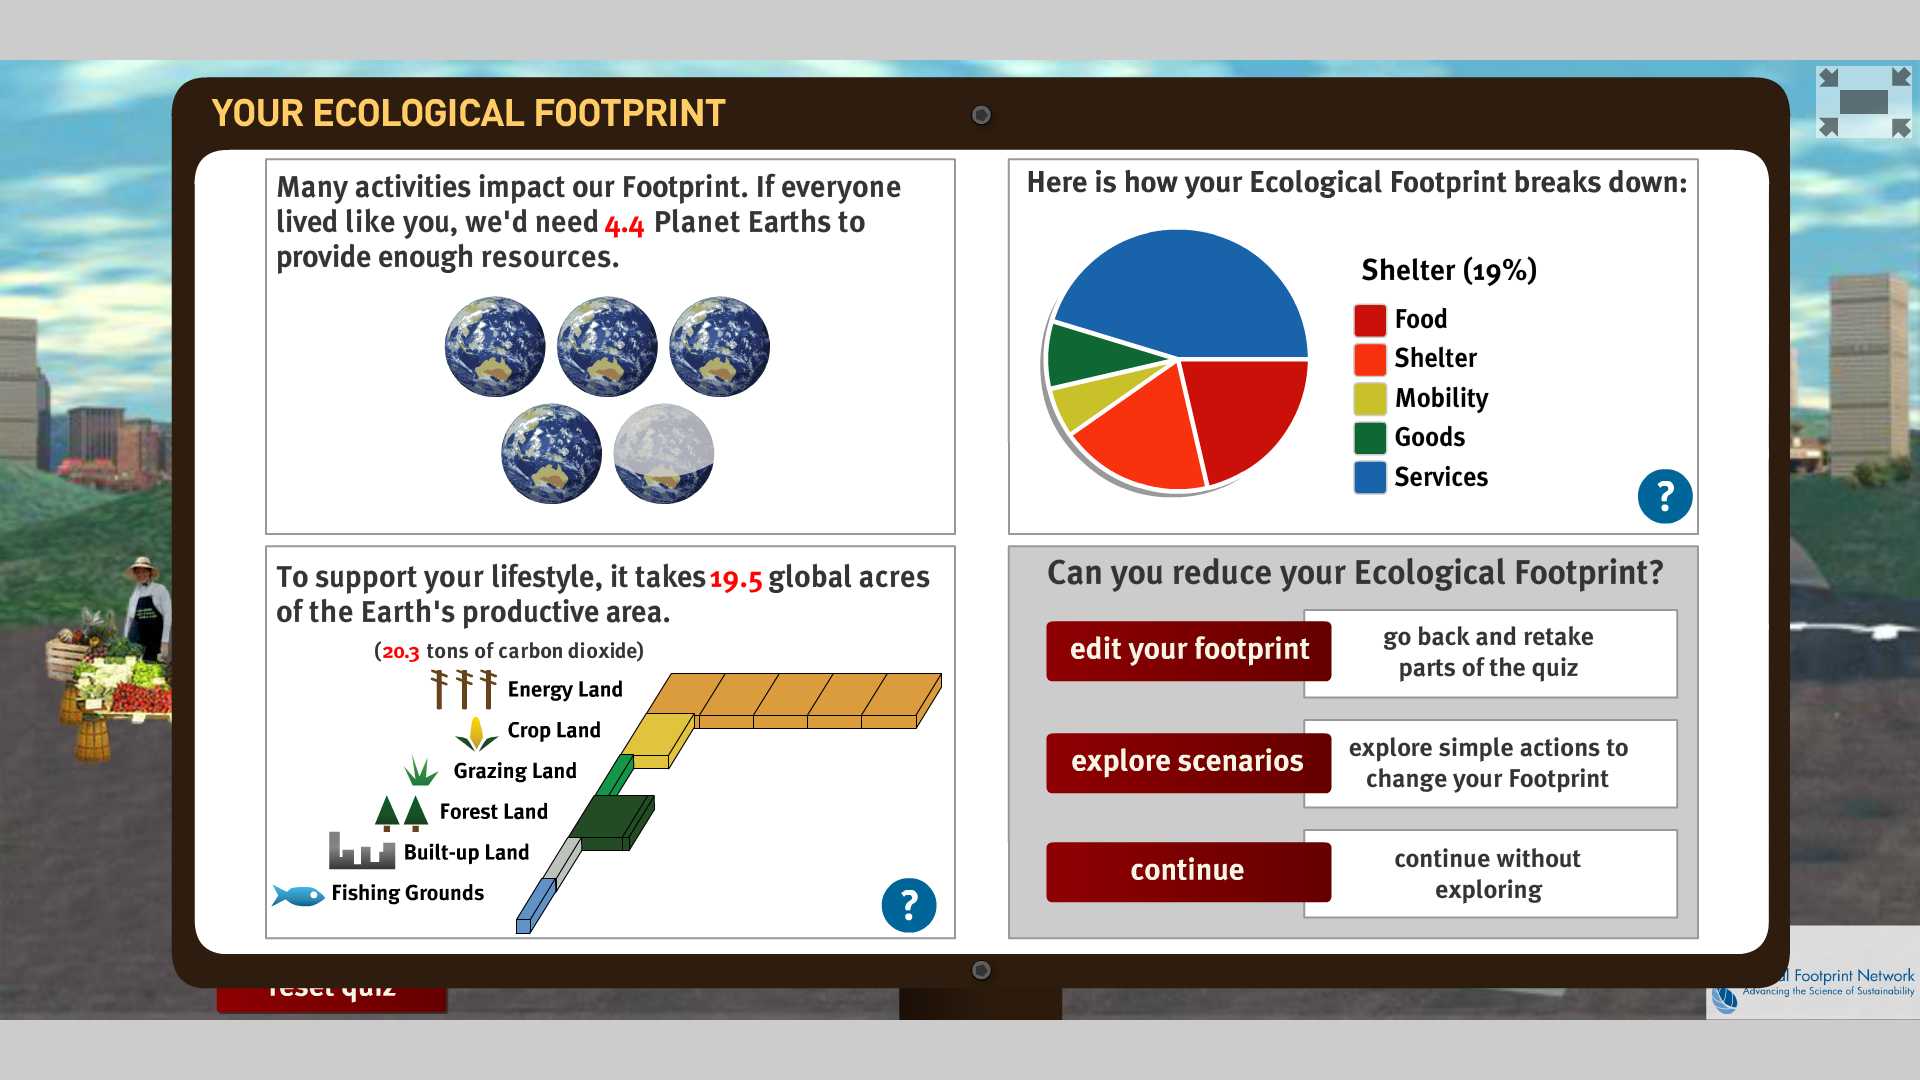 YOUR ECOLOGICAL FOOTPRINT
Many activities impact our Footprint. If everyone
lived like you, we'd need 4.4 Planet Earths to
provide enough resources.
Here is how your Ecological Footprint breaks down:
Shelter (19%)
Food
Shelter
Mobility
Goods
Services
?
To support your lifestyle, it takes 19.5 global acres
of the Earth's productive area.
(20.3 tons of carbon dioxide)
Energy Land
Crop Land
Grazing Land
Forest Land
Built-up Land
Fishing Grounds
?
Can you reduce your Ecological Footprint?
edit your footprint
go back and retake
parts of the quiz
explore scenarios
explore simple actions to
change your Footprint
continue
continue without
exploring
reset quiz
Footprint Network
Advancing the Science of Sustainability